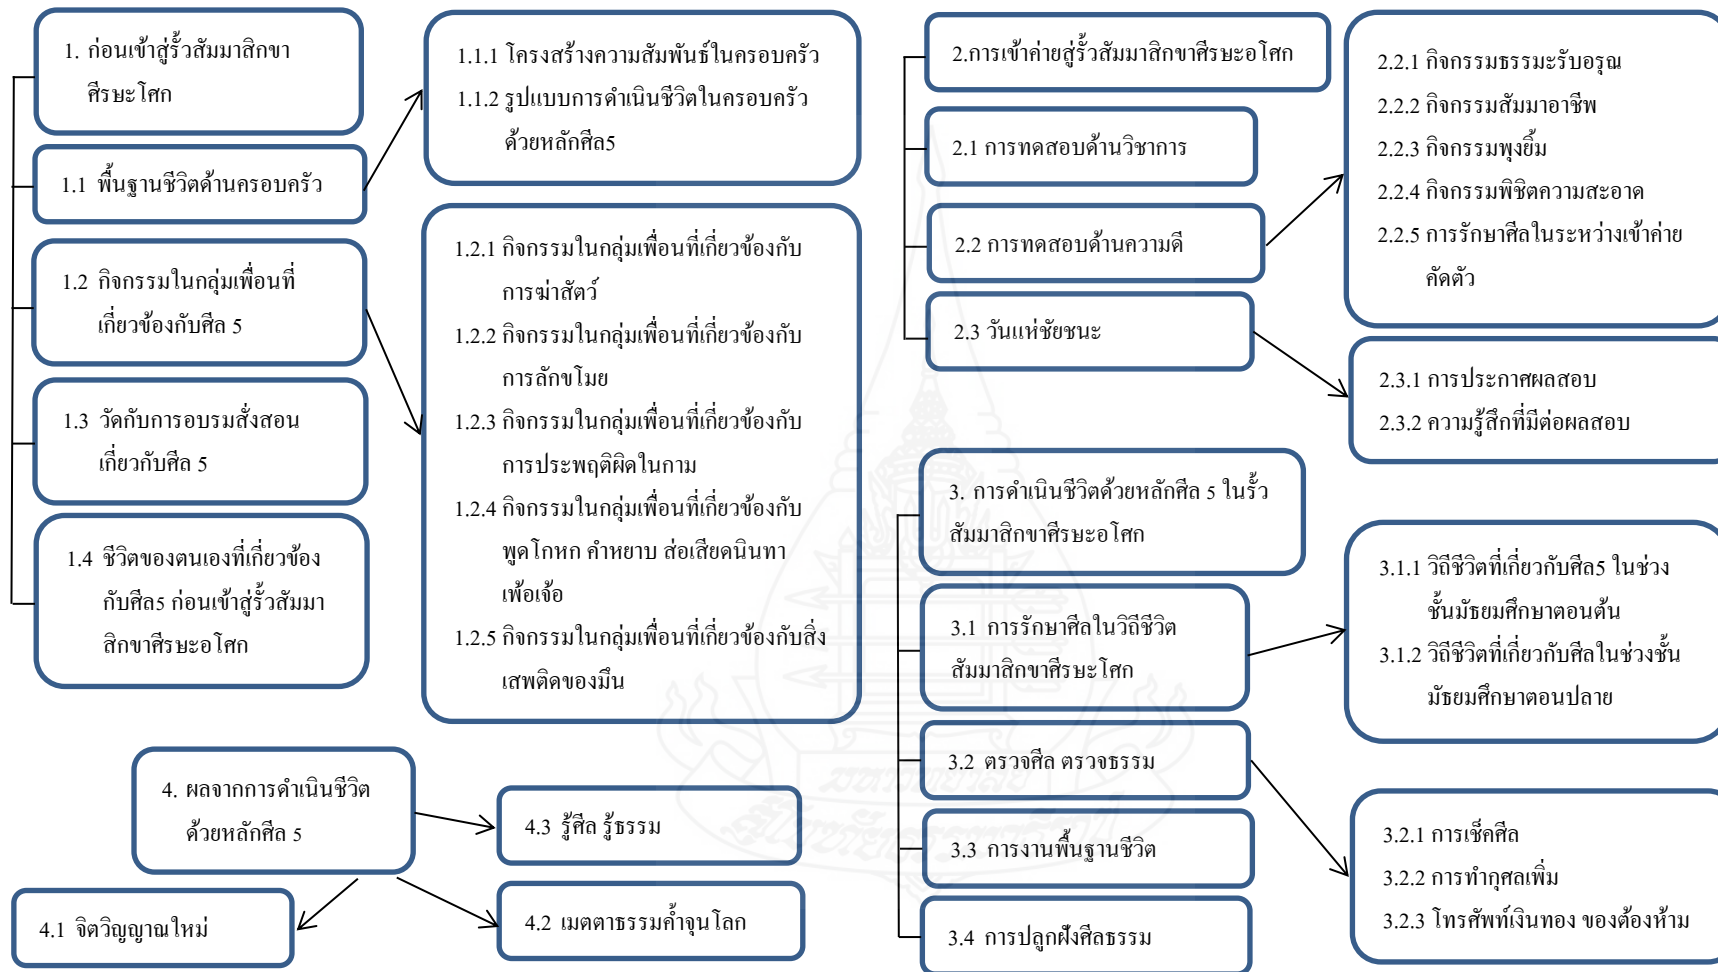 1. ก่อนเข้าสู่รั้วสัมมาสิกขา
ศีรษะโศก
1.1 พื้นฐานชีวิตด้านครอบครัว
1.2 กิจกรรมในกลุ่มเพื่อนที่
เกี่ยวข้องกับศีล 5
1.3 วัดกับการอบรมสั่งสอน
เกี่ยวกับศีล 5
1.4 ชีวิตของตนเองที่เกี่ยวข้อง
กับศีล5 ก่อนเข้าสู่รั้วสัมมา
สิกขาศีรษะอโศก
1.1.1 โครงสร้างความสัมพันธ์ในครอบครัว
1.1.2 รูปแบบการดำเนินชีวิตในครอบครัว
ด้วยหลักศีล5
1.2.1 กิจกรรมในกลุ่มเพื่อนที่เกี่ยวข้องกับ
การฆ่าสัตว์
1.2.2 กิจกรรมในกลุ่มเพื่อนที่เกี่ยวข้องกับ
การลักขโมย
1.2.3 กิจกรรมในกลุ่มเพื่อนที่เกี่ยวข้องกับ
การประพฤติผิดในกาม
1.2.4 กิจกรรมในกลุ่มเพื่อนที่เกี่ยวข้องกับ
พูดโกหก คำหยาบ ส่อเสียดนินทา
เพ้อเจ้อ
1.2.5 กิจกรรมในกลุ่มเพื่อนที่เกี่ยวข้องกับสิ่ง
เสพติดของมึน
2.การเข้าค่ายสู่รั้วสัมมาสิกขาศีรษะอโศก
2.1 การทดสอบด้านวิชาการ
2.2 การทดสอบด้านความดี
2.3 วันแห่ชัยชนะ
2.2.1 กิจกรรมธรรมะรับอรุณ
2.2.2 กิจกรรมสัมมาอาชีพ
2.2.3 กิจกรรมพุงยิ้ม
2.2.4 กิจกรรมพิชิตความสะอาด
2.2.5 การรักษาศีลในระหว่างเข้าค่าย
คัดตัว
2.3.1 การประกาศผลสอบ
2.3.2 ความรู้สึกที่มีต่อผลสอบ
3. การดำเนินชีวิตด้วยหลักศีล 5 ในรั้ว
สัมมาสิกขาศีรษะอโศก
3.1 การรักษาศีลในวิถีชีวิต
สัมมาสิกขาศีรษะโศก
3.2 ตรวจศีล ตรวจธรรม
3.3 การงานพื้นฐานชีวิต
3.4 การปลูกฝังศีลธรรม
3.1.1 วิถีชีวิตที่เกี่ยวกับศีล5 ในช่วง
ชั้นมัธยมศึกษาตอนต้น
3.1.2 วิถีชีวิตที่เกี่ยวกับศีลในช่วงชั้น
มัธยมศึกษาตอนปลาย
3.2.1 การเช็คศีล
3.2.2 การทำกุศลเพิ่ม
3.2.3 โทรศัพท์เงินทอง ของต้องห้าม
4. ผลจากการดำเนินชีวิต
ด้วยหลักศีล 5
4.3 รู้ศีล รู้ธรรม
4.2 เมตตาธรรมค้ำจุนโลก
4.1 จิตวิญญาณใหม่